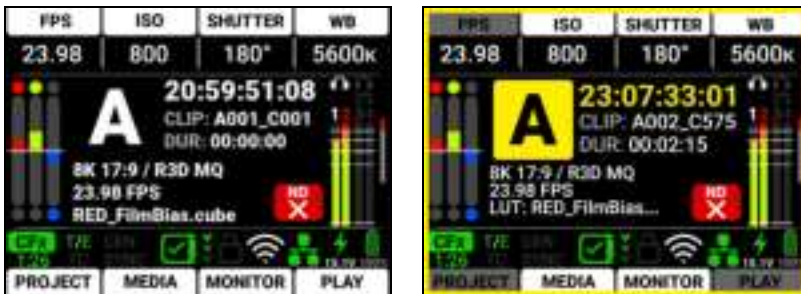 FPS ISO SHUTTER WB
23.98 800 180° 5600K
A
20:59:51:08
CLIP: A001_C001
DUR: 00:00:00
8K 17:9 / R3D MQ
23.98 FPS
RED_FilmBias.cube
ND
CFX T/E
PROJECT MEDIA MONITOR PLAY
FPS ISO SHUTTER WB
23.98 800 180° 5600K
A
23:07:33:01
CLIP: A002_C575
DUR: 00:02:15
8K 17:9 / R3D MQ
23.98 FPS
LUT: RED_FilmBias...
ND
CFX T/E
PROJECT MEDIA MONITOR PLAY